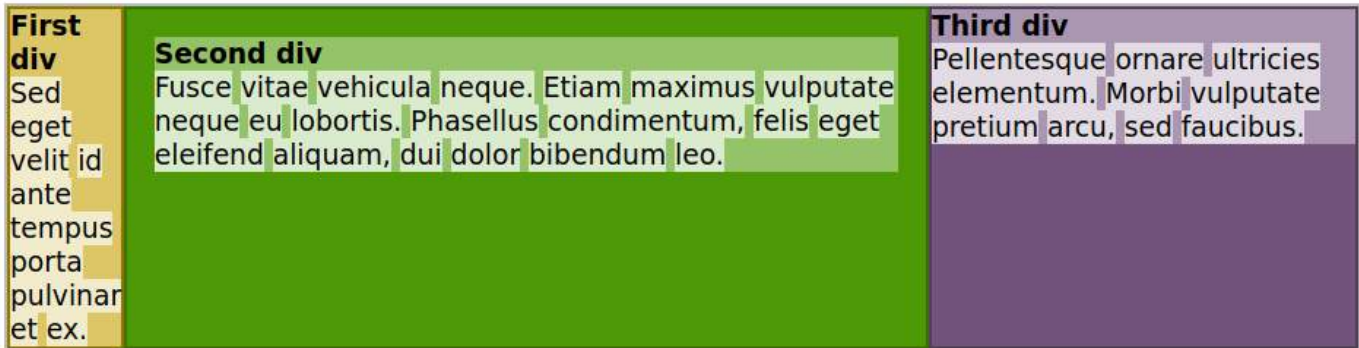 First
div
Sed
eget
velit id
ante
tempus
porta
pulvinar
et ex.
Second div
Fusce vitae vehicula neque. Etiam maximus vulputate
neque eu lobortis. Phasellus condimentum, felis eget
eleifend aliquam, dui dolor bibendum leo.
Third div
Pellentesque ornare ultricies
elementum. Morbi vulputate
pretium arcu, sed faucibus.